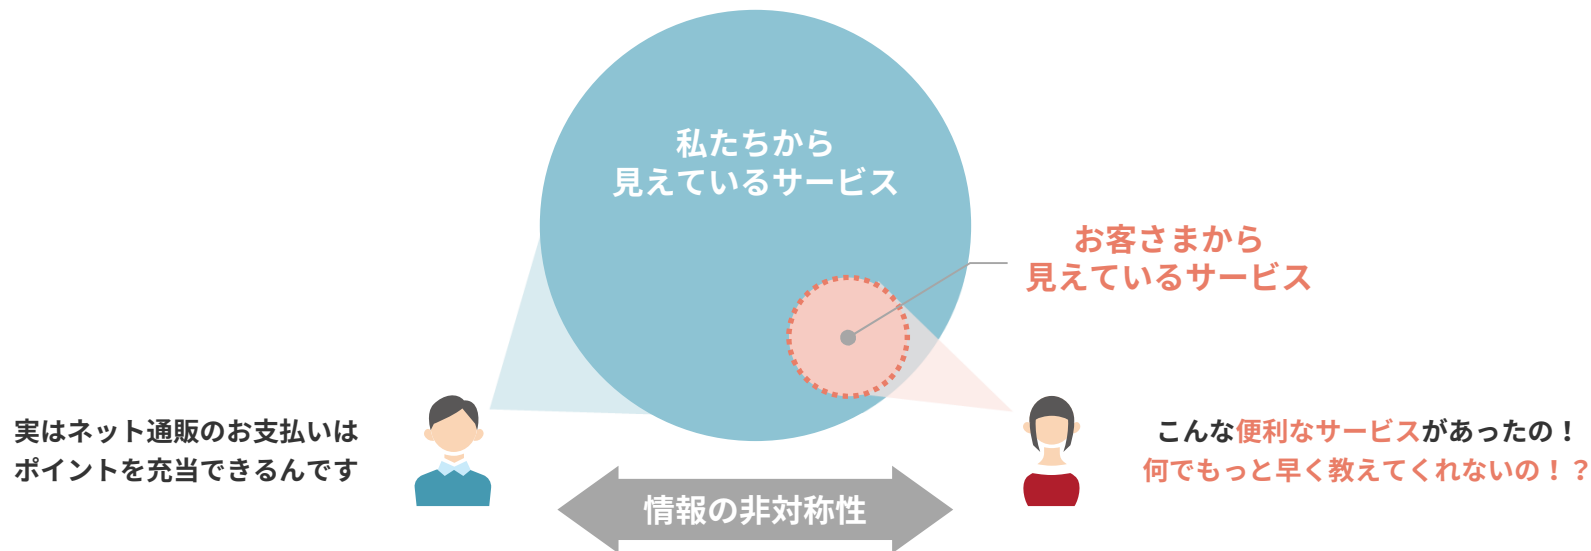 私たちから
見えているサービス
お客さまから
見えているサービス
実はネット通販のお支払いは
ポイントを充当できるんです
こんな便利なサービスがあったの！
何でもっと早く教えてくれないの！？
情報の非対称性